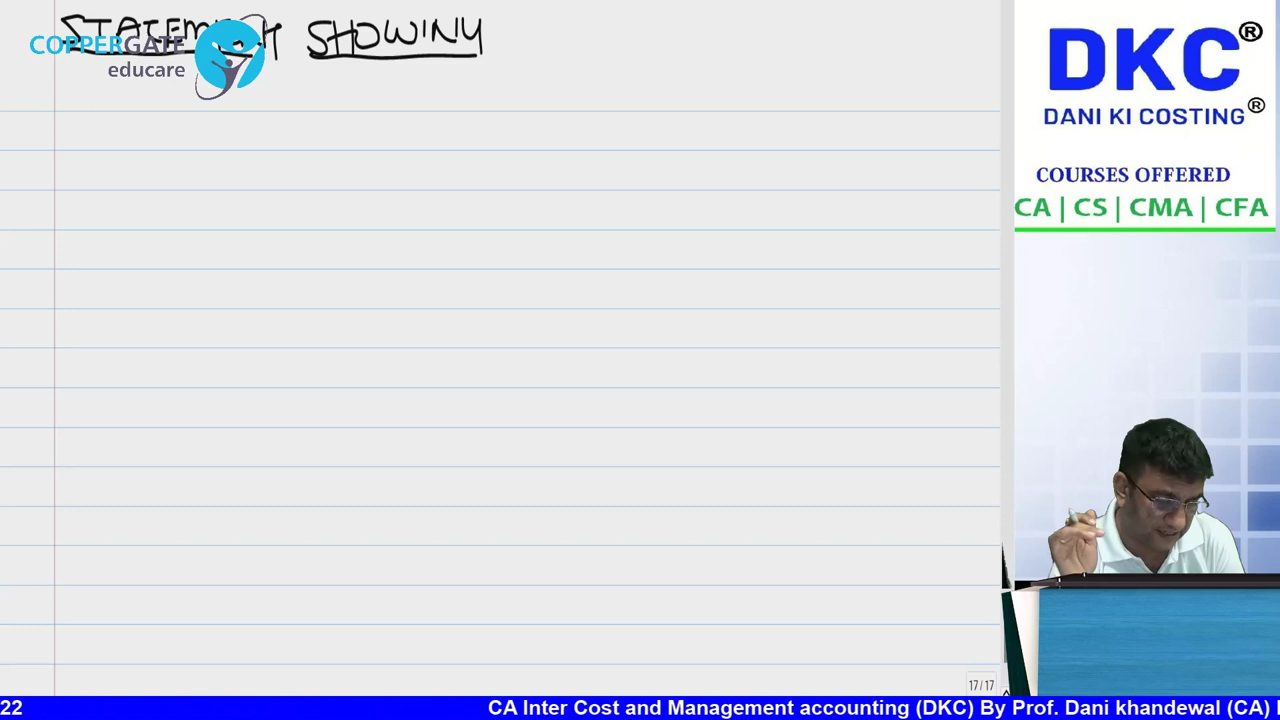 STATEMENT SHOWING
COPPERGATE
educare
DKC®
DANI KI COSTING®
COURSES OFFERED
CA | CS | CMA | CFA
17/17
22 CA Inter Cost and Management accounting (DKC) By Prof. Dani khandewal (CA)